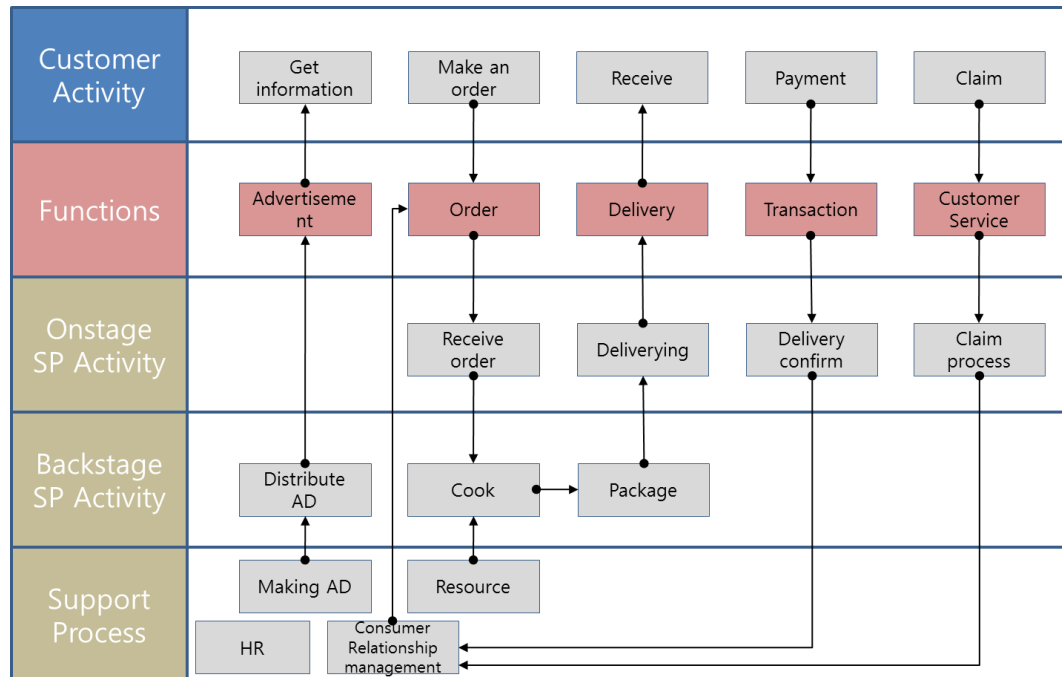 Customer
Activity
Get
information
Make an
order
Receive
Payment
Claim
Functions
Advertiseme
nt
Order
Delivery
Transaction
Customer
Service
Onstage
SP Activity
Receive
order
Deliverying
Delivery
confirm
Claim
process
Backstage
SP Activity
Distribute
AD
Cook
Package
Support
Process
Making AD
Resource
HR
Consumer
Relationship
management